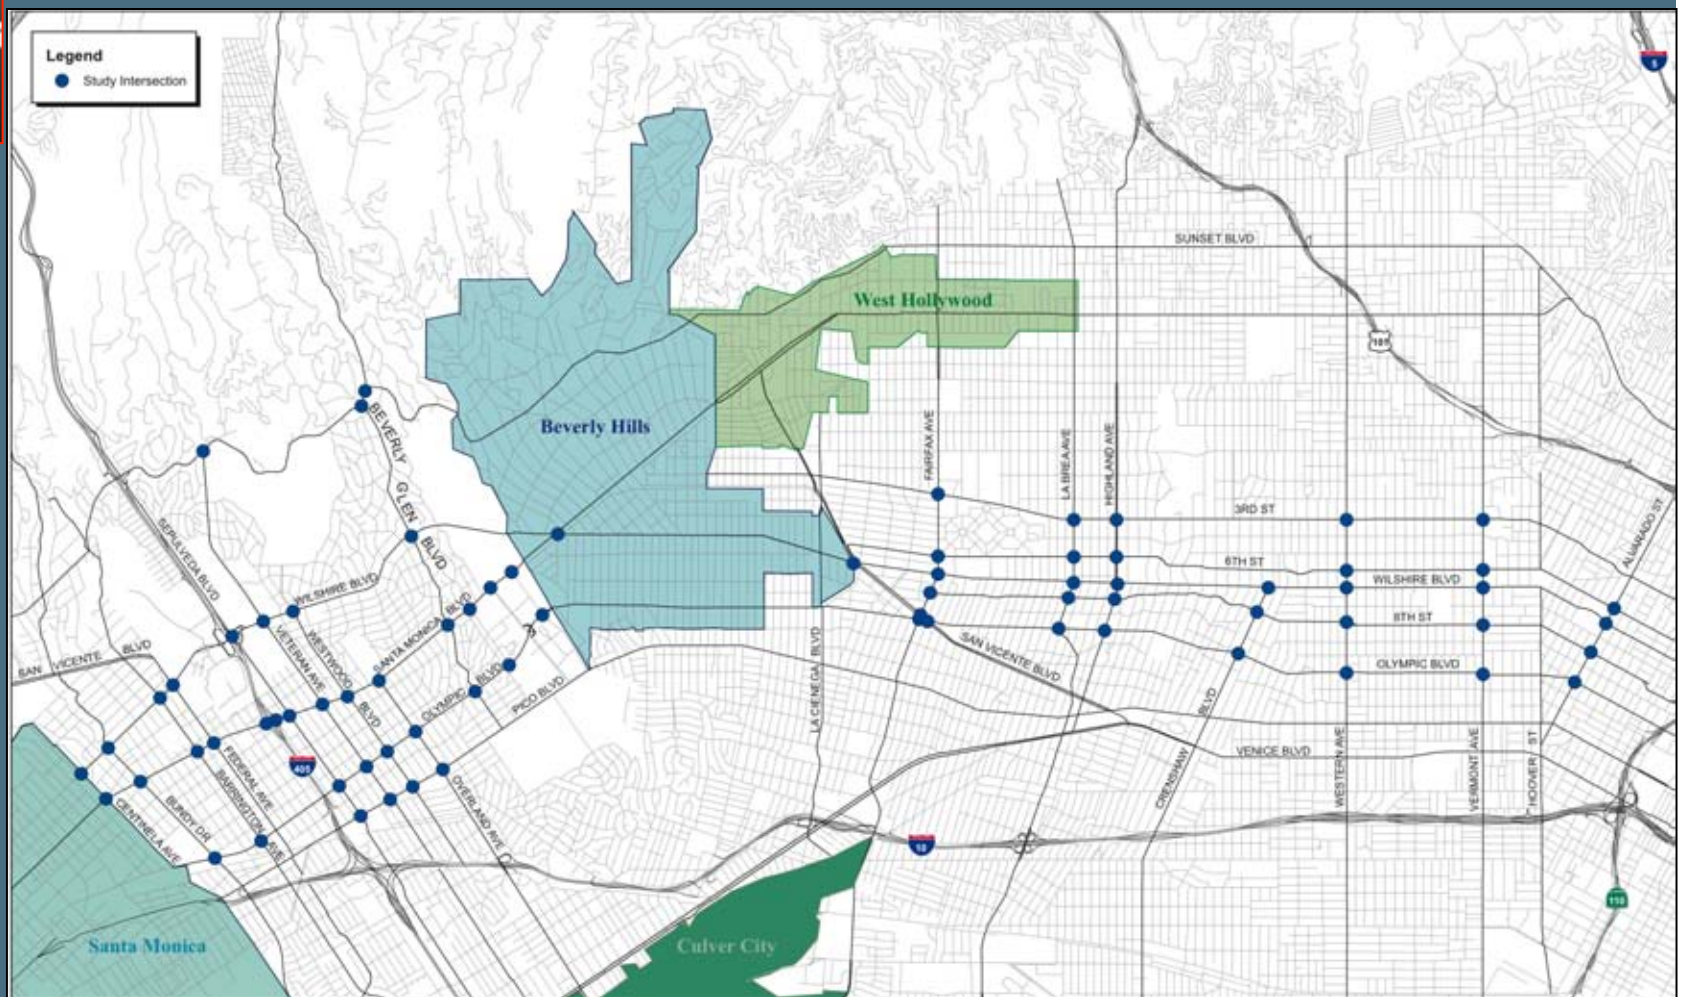 Legend
Study Intersection
5
SUNSET BLVD
West Hollywood
101
Beverly Hills
BEVERLY GLEN BLVD
FAIRFAX AVE
LA BREA AVE
HIGHLAND AVE
3RD ST
ALVARADO ST
SEPULVEDA BLVD
6TH ST
WILSHIRE BLVD
WILSHIRE BLVD
8TH ST
SANTA MONICA BLVD
VETERAN AVE
WESTWOOD BLVD
SAN VICENTE BLVD
SAN VICENTE BLVD
OLYMPIC BLVD
OLYMPIC BLVD
PICO BLVD
LA CIENEGA BLVD
VENICE BLVD
CRENSHAW BLVD
WESTERN AVE
VERMONT AVE
HOOVER ST
405
FEDERAL AVE
BARRINGTON AVE
BUNDY DR
CENTINELA AVE
OVERLAND AVE
10
110
Santa Monica
Culver City